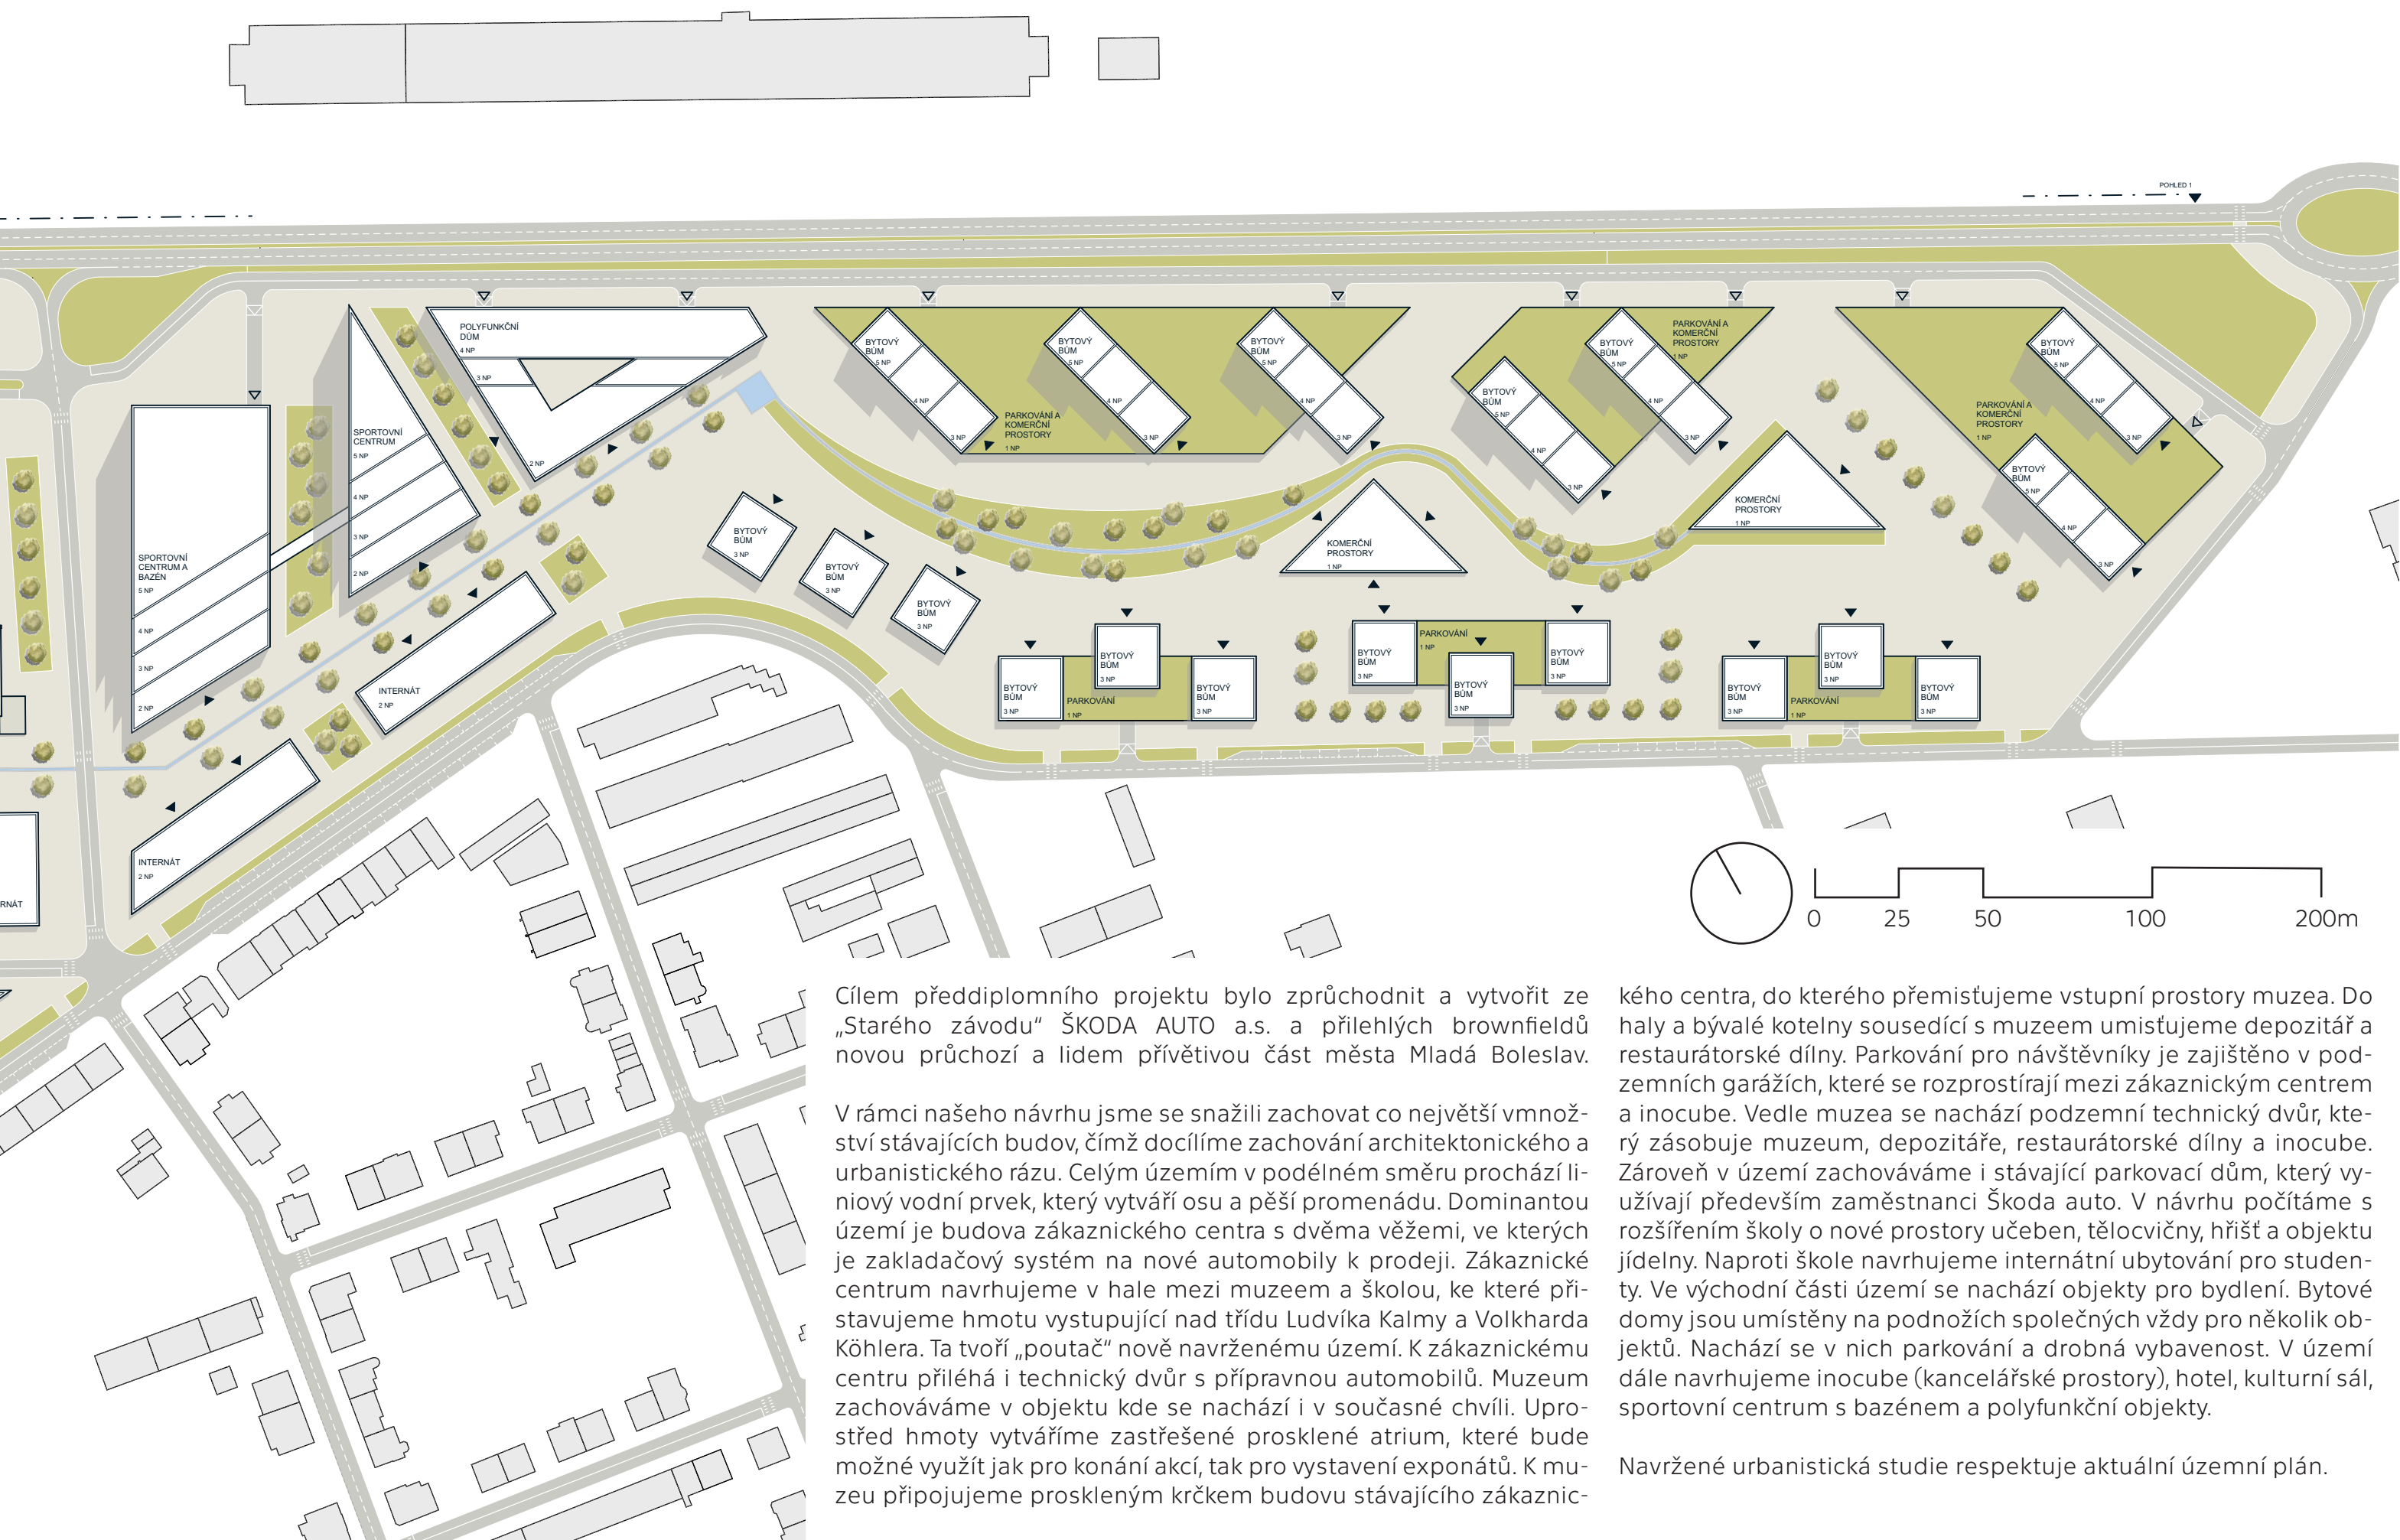 POHLED 1
POLYFUNKČNÍ
DŮM
4 NP
3 NP
2 NP
SPORTOVNÍ
CENTRUM
5 NP
4 NP
3 NP
2 NP
SPORTOVNÍ
CENTRUM A
BAZÉN
5 NP
4 NP
3 NP
2 NP
INTERNÁT
2 NP
INTERNÁT
2 NP
RNÁT
BYTOVÝ
BŮM
5 NP
4 NP
3 NP
BYTOVÝ
BŮM
5 NP
4 NP
3 NP
BYTOVÝ
BŮM
5 NP
4 NP
3 NP
PARKOVÁNÍ A
KOMERČNÍ
PROSTORY
1 NP
BYTOVÝ
BŮM
5 NP
4 NP
3 NP
BYTOVÝ
BŮM
5 NP
4 NP
3 NP
PARKOVÁNÍ A
KOMERČNÍ
PROSTORY
1 NP
BYTOVÝ
BŮM
5 NP
4 NP
3 NP
PARKOVÁNÍ A
KOMERČNÍ
PROSTORY
1 NP
BYTOVÝ
BŮM
5 NP
4 NP
3 NP
KOMERČNÍ
PROSTORY
1 NP
KOMERČNÍ
PROSTORY
1 NP
BYTOVÝ
BŮM
3 NP
BYTOVÝ
BŮM
3 NP
BYTOVÝ
BŮM
3 NP
BYTOVÝ
BŮM
3 NP
BYTOVÝ
BŮM
3 NP
BYTOVÝ
BŮM
3 NP
PARKOVÁNÍ
1 NP
BYTOVÝ
BŮM
3 NP
PARKOVÁNÍ
1 NP
BYTOVÝ
BŮM
3 NP
BYTOVÝ
BŮM
3 NP
BYTOVÝ
BŮM
3 NP
BYTOVÝ
BŮM
3 NP
BYTOVÝ
BŮM
3 NP
PARKOVÁNÍ
1 NP
0 25 50 100 200m
Cílem předdiplomního projektu bylo zprůchodnit a vytvořit ze
„Starého závodu“ ŠKODA AUTO a.s. a přilehlých brownfieldů
novou průchozí a lidem přívětivou část města Mladá Boleslav.
V rámci našeho návrhu jsme se snažili zachovat co největší vmnož-
ství stávajících budov, čímž docílíme zachování architektonického a
urbanistického rázu. Celým územím v podélném směru prochází li-
niový vodní prvek, který vytváří osu a pěší promenádu. Dominantou
území je budova zákaznického centra s dvěma věžemi, ve kterých
je zakladačový systém na nové automobily k prodeji. Zákaznické
centrum navrhujeme v hale mezi muzeem a školou, ke které při-
stavujeme hmotu vystupující nad třídu Ludvíka Kalmy a Volkharda
Köhlera. Ta tvoří „poutač“ nově navrženému území. K zákaznickému
centru přiléhá i technický dvůr s přípravnou automobilů. Muzeum
zachováváme v objektu kde se nachází i v současné chvíli. Upro-
střed hmoty vytváříme zastřešené prosklené atrium, které bude
možné využít jak pro konání akcí, tak pro vystavení exponátů. K mu-
zeu připojujeme proskleným krčkem budovu stávajícího zákaznic-
kého centra, do kterého přemisťujeme vstupní prostory muzea. Do
haly a bývalé kotelny sousedící s muzeem umisťujeme depozitář a
restaurátorské dílny. Parkování pro návštěvníky je zajištěno v pod-
zemních garážích, které se rozprostírají mezi zákaznickým centrem
a inocube. Vedle muzea se nachází podzemní technický dvůr, kte-
rý zásobuje muzeum, depozitáře, restaurátorské dílny a inocube.
Zároveň v území zachováváme i stávající parkovací dům, který vy-
užívají především zaměstnanci Škoda auto. V návrhu počítáme s
rozšířením školy o nové prostory učeben, tělocvičny, hřišť a objektu
jídelny. Naproti škole navrhujeme internátní ubytování pro studen-
ty. Ve východní části území se nachází objekty pro bydlení. Bytové
domy jsou umístěny na podnožích společných vždy pro několik ob-
jektů. Nachází se v nich parkování a drobná vybavenost. V území
dále navrhujeme inocube (kancelářské prostory), hotel, kulturní sál,
sportovní centrum s bazénem a polyfunkční objekty.
Navržené urbanistická studie respektuje aktuální územní plán.